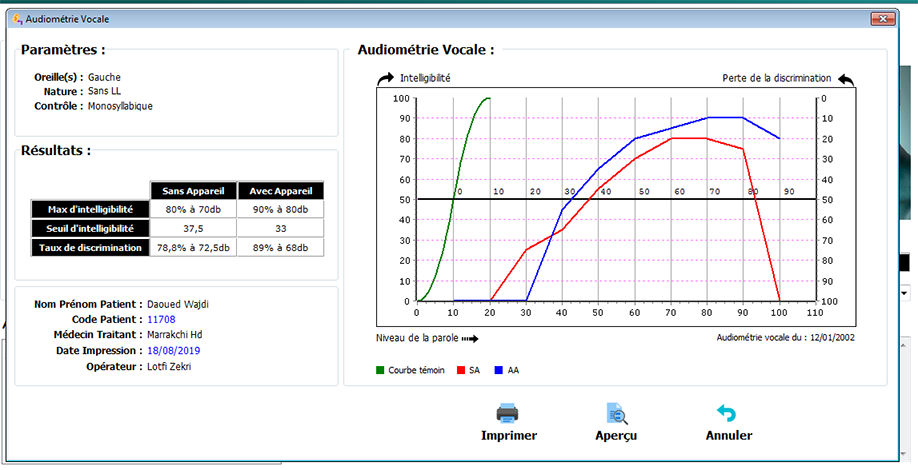 Audiométrie Vocale
Paramètres :
Oreille(s) : Gauche
Nature : Sans LL
Contrôle : Monosyllabique
Résultats :
Sans Appareil Avec Appareil
Max d'intelligibilité 80% à 70db 90% à 80db
Seuil d'intelligibilité 37,5 33
Taux de discrimination 78,8% à 72,5db 89% à 68db
Nom Prénom Patient : Daoued Wajdi
Code Patient : 11708
Médecin Traitant : Marrakchi Hd
Date Impression : 18/08/2019
Opérateur : Lotfi Zekri
Audiométrie Vocale :
Intelligibilité Perte de la discrimination
100 0
90 10
80 20
70 30
60 40
0 10 20 30 40 50 60 70 80 90
50 50
40 60
30 70
20 80
10 90
0 100
0 10 20 30 40 50 60 70 80 90 100 110
Niveau de la parole Audiométrie vocale du : 12/01/2002
Courbe témoin SA AA
Imprimer Aperçu Annuler